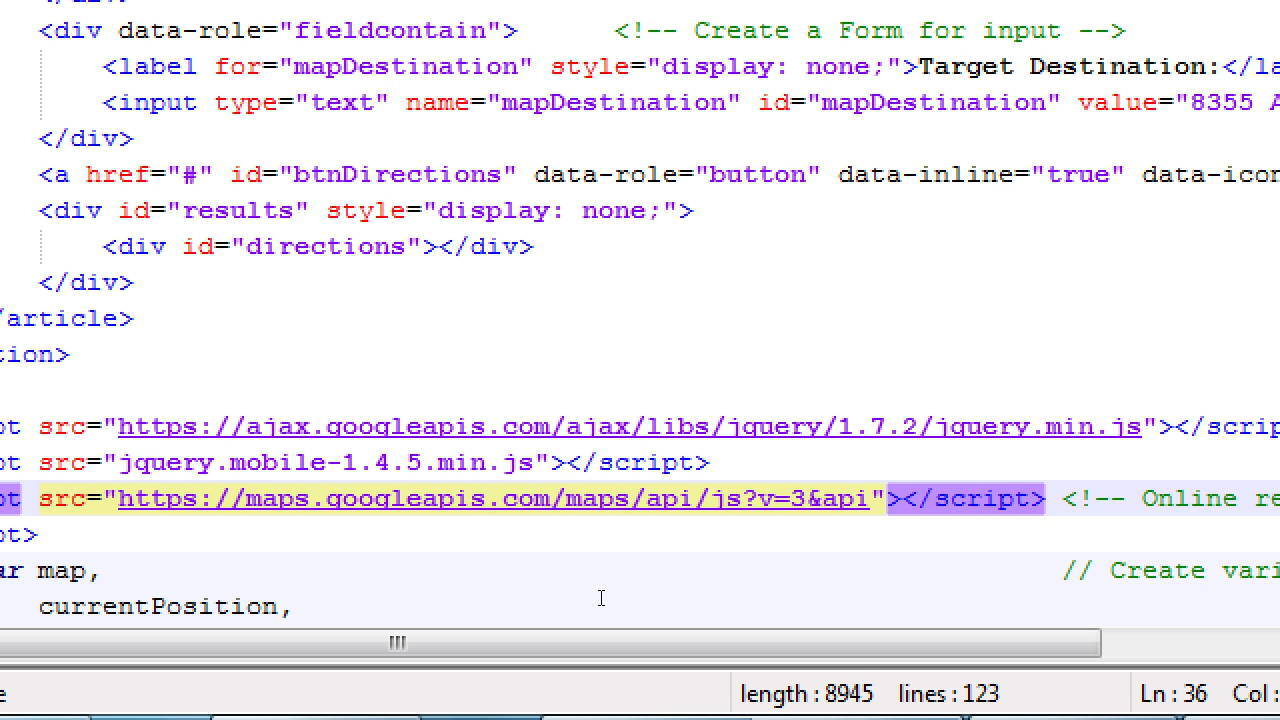 <div data-role="fieldcontain"> <!-- Create a Form for input -->
<label for="mapDestination" style="display: none;">Target Destination:</la
<input type="text" name="mapDestination" id="mapDestination" value="8355 A
</div>
<a href="#" id="btnDirections" data-role="button" data-inline="true" data-icon
<div id="results" style="display: none;">
<div id="directions"></div>
</div>
/article>
tion>
pt src="https://ajax.googleapis.com/ajax/libs/jquery/1.7.2/jquery.min.js"></scrip
pt src="jquery.mobile-1.4.5.min.js"></script>
pt src="https://maps.googleapis.com/maps/api/js?v=3&api"></script> <!-- Online re
pt>
ar map, // Create vari
currentPosition,
e length : 8945 lines : 123 Ln : 36 Col :